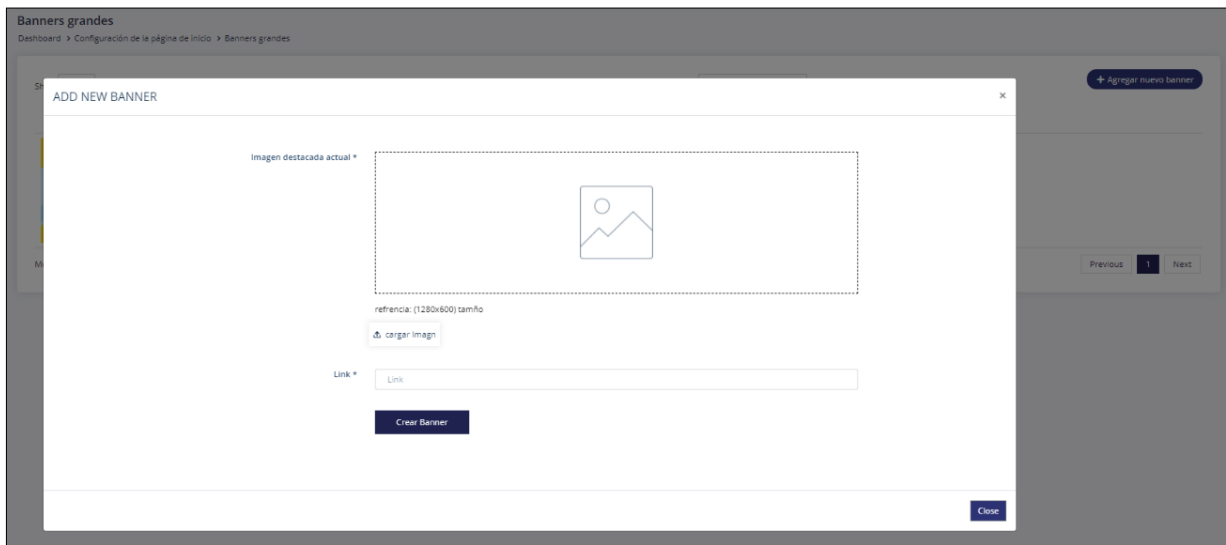 Banners grandes
Dashboard > Configuración de la página de inicio > Banners grandes
+ Agregar nuevo banner
ADD NEW BANNER
×
Imagen destacada actual *
refrencia: (1280x600) tamño
cargar imagn
Link *
Link
Crear Banner
Previous 1 Next
Close